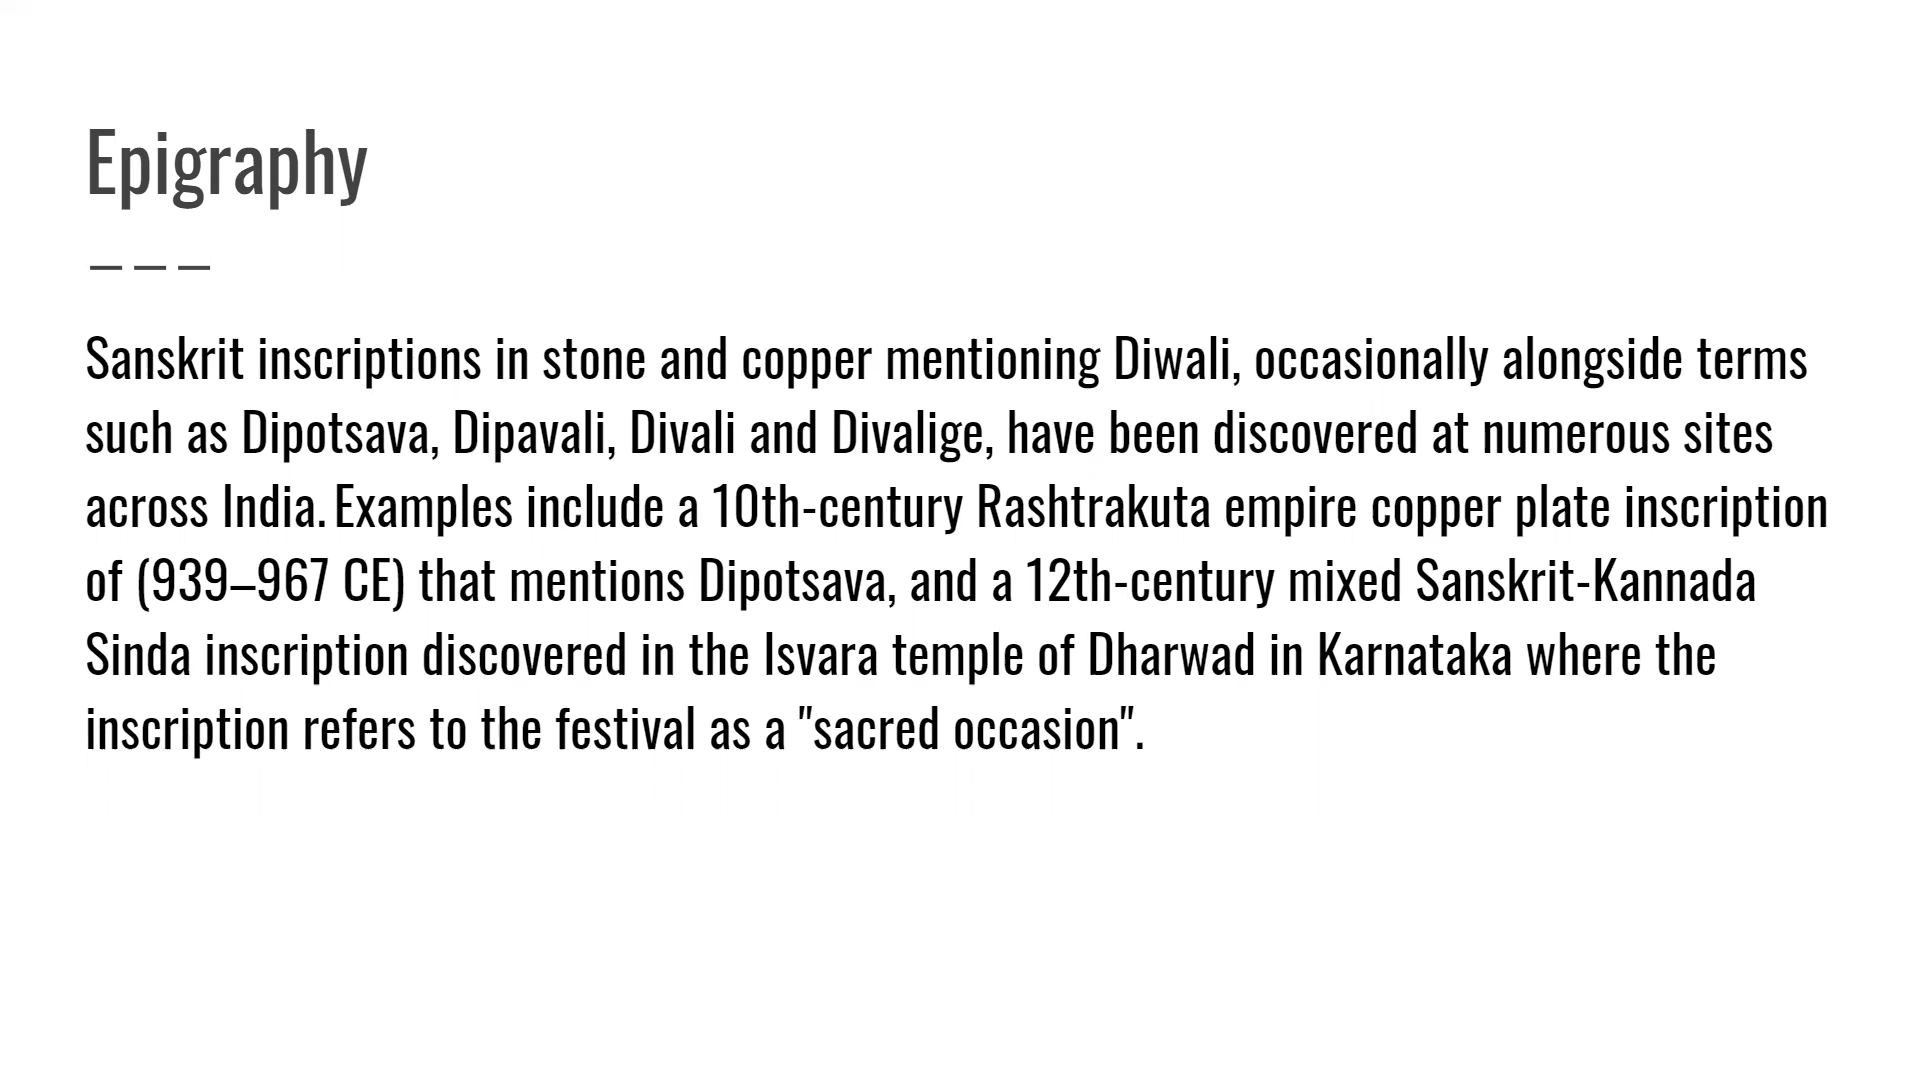 Epigraphy
Sanskrit inscriptions in stone and copper mentioning Diwali, occasionally alongside terms
such as Dipotsava, Dipavali, Divali and Divalige, have been discovered at numerous sites
across India. Examples include a 10th-century Rashtrakuta empire copper plate inscription
of (939–967 CE) that mentions Dipotsava, and a 12th-century mixed Sanskrit-Kannada
Sinda inscription discovered in the Isvara temple of Dharwad in Karnataka where the
inscription refers to the festival as a "sacred occasion".